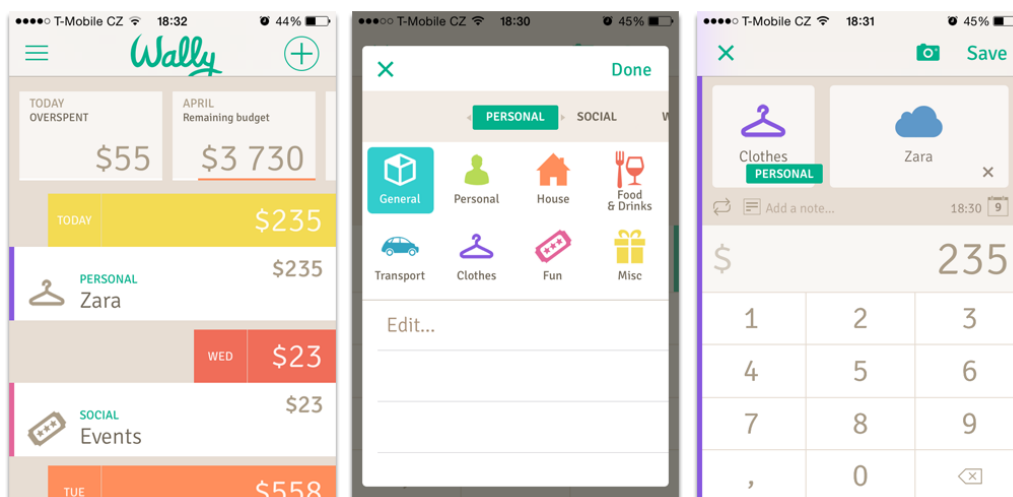 T-Mobile CZ 18:32 44%
Wally
TODAY
OVERSPENT
$55
APRIL
Remaining budget
$3 730
TODAY $235
PERSONAL
Zara
$235
WED $23
SOCIAL
Events
$23
TUE $558
T-Mobile CZ 18:30 45%
Done
PERSONAL SOCIAL
General
Personal
House
Food
& Drinks
Transport
Clothes
Fun
Misc
Edit...
T-Mobile CZ 18:31 45%
Save
Clothes
PERSONAL
Zara
Add a note... 18:30 9
$ 235
1 2 3
4 5 6
7 8 9
, 0